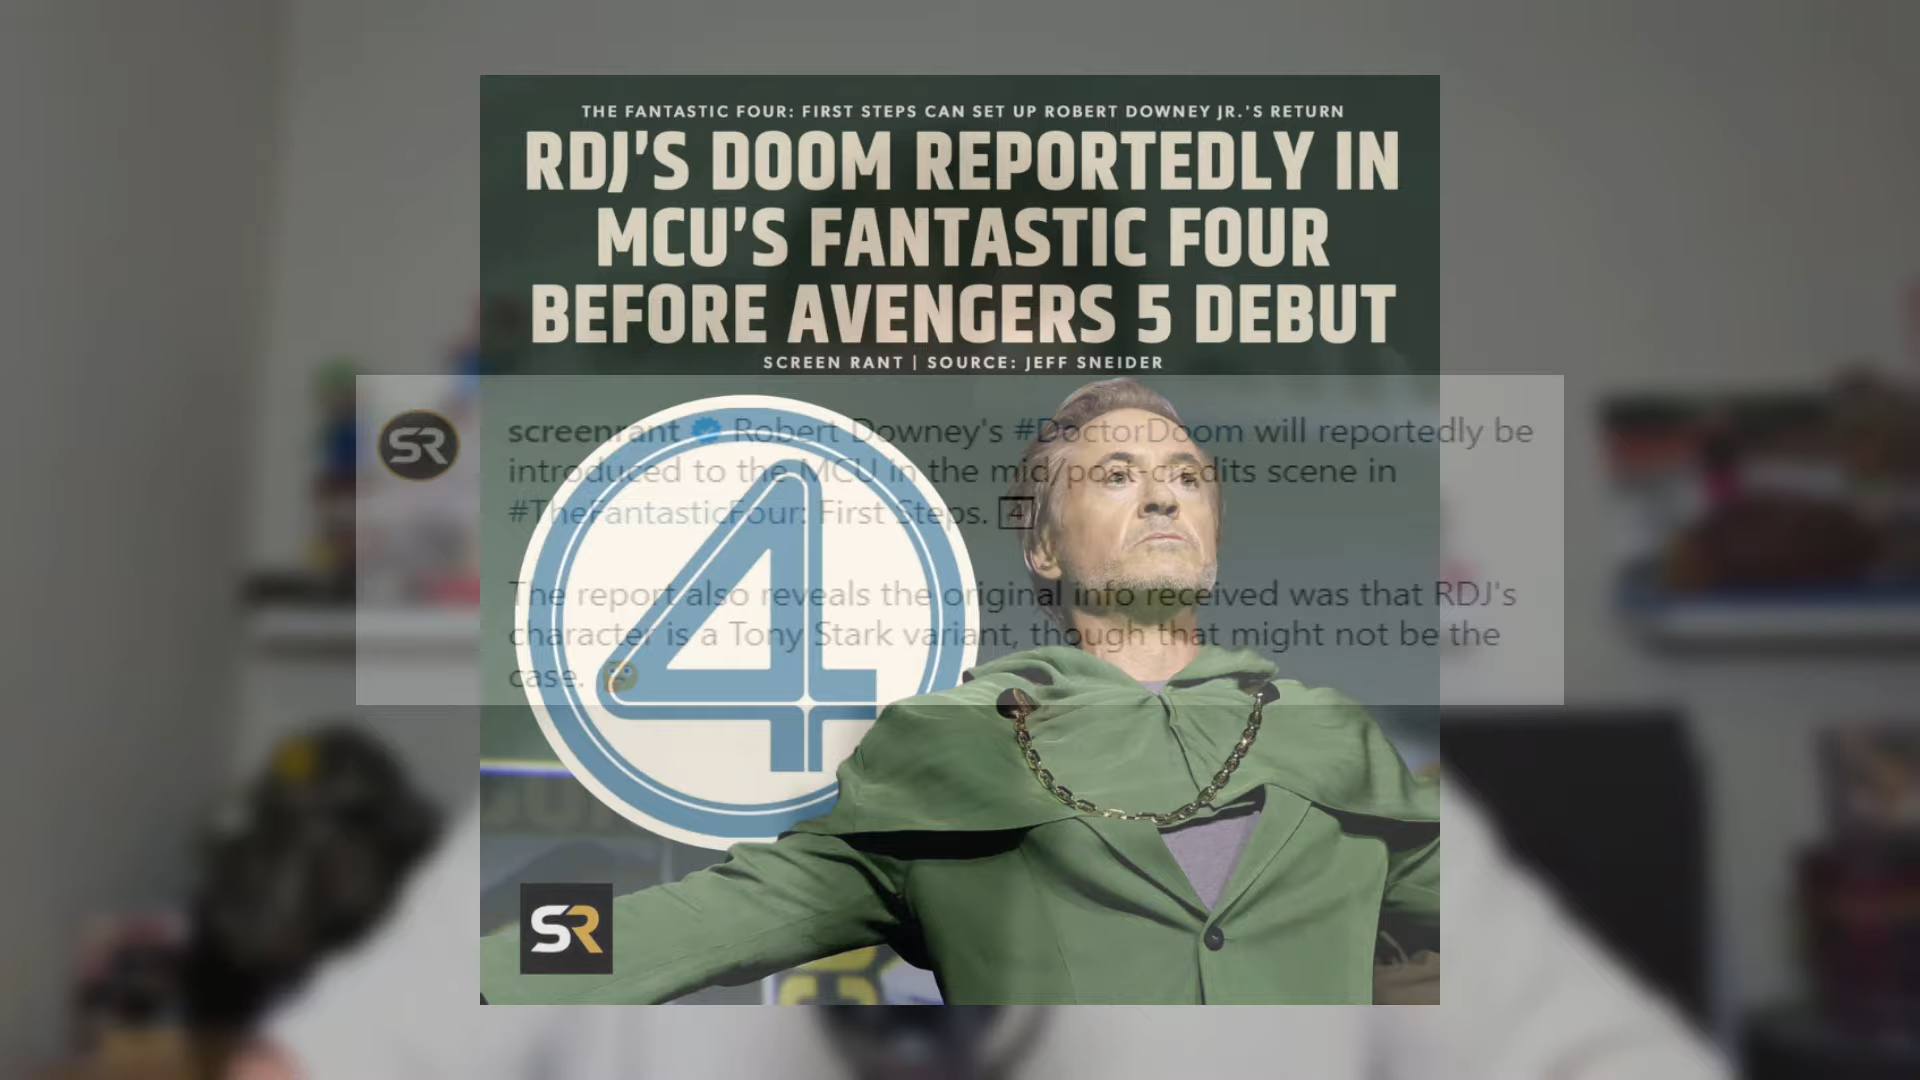 THE FANTASTIC FOUR: FIRST STEPS CAN SET UP ROBERT DOWNEY JR.'S RETURN
RDJ'S DOOM REPORTEDLY IN
MCU'S FANTASTIC FOUR
BEFORE AVENGERS 5 DEBUT
SCREEN RANT | SOURCE: JEFF SNEIDER
SR
screenrant Robert Downey's #DoctorDoom will reportedly be
introduced to the MCU in the mid/post-credits scene in
#TheFantasticFour: First Steps. 4
The report also reveals the original info received was that RDJ's
character is a Tony Stark variant, though that might not be the
case.
4
SR